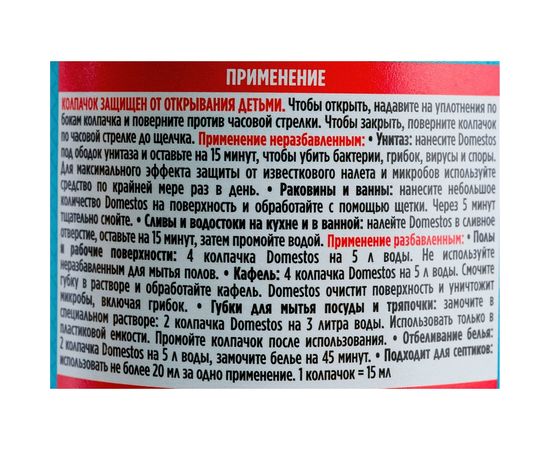 ПРИМЕНЕНИЕ
КОЛПАЧОК ЗАЩИЩЕН ОТ ОТКРЫВАНИЯ ДЕТЬМИ. Чтобы открыть, надавите на уплотнения по
бокам колпачка и поверните против часовой стрелки. Чтобы закрыть, поверните колпачок
по часовой стрелке до щелчка. Применение неразбавленным: • Унитаз: нанесите Domestos
под ободок унитаза и оставьте на 15 минут, чтобы убить бактерии, грибок, вирусы и споры.
Для максимального эффекта защиты от известкового налета и микробов используйте
средство по крайней мере раз в день. • Раковины и ванны: нанесите небольшое
количество Domestos на поверхность и обработайте с помощью щетки. Через 5 минут
тщательно смойте. • Сливы и водостоки на кухне и в ванной: налейте Domestos в сливное
отверстие, оставьте на 15 минут, затем промойте водой. Применение разбавленным: • Полы
и рабочие поверхности: 4 колпачка Domestos на 5 л воды. Не используйте
неразбавленным для мытья полов. • Кафель: 4 колпачка Domestos на 5 л воды. Смочите
губку в растворе и обработайте кафель. Domestos очистит поверхность и уничтожит
микробы, включая грибок. • Губки для мытья посуды и тряпочки: замочите в
специальном растворе: 2 колпачка Domestos на 3 литра воды. Использовать только в
пластиковой емкости. Промойте колпачок после использования. • Отбеливание белья:
2 колпачка Domestos на 5 л воды, замочите белье на 45 минут. • Подходит для септиков:
использовать не более 20 мл за одно применение. 1 колпачок = 15 мл